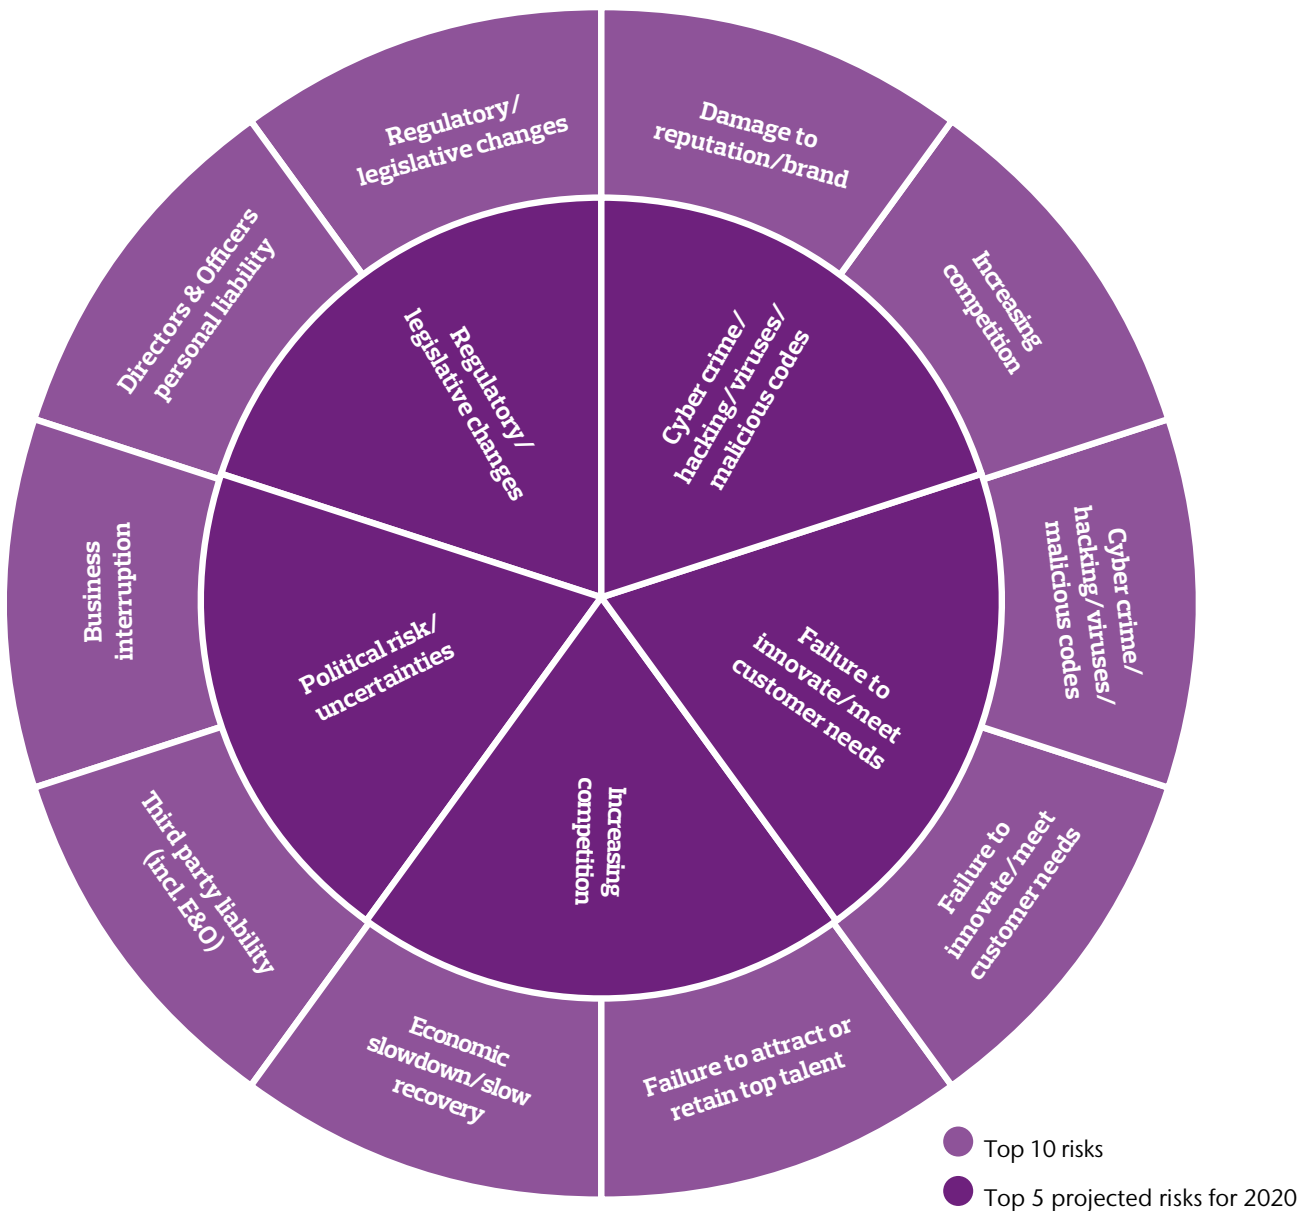 Damage to
reputation/brand
Increasing
competition
Cyber crime/
hacking/viruses/
malicious codes
Failure to
innovate/meet
customer needs
Failure to attract or
retain top talent
Economic
slowdown/slow
recovery
Third party liability
(incl. E&O)
Business
interruption
Directors & Officers
personal liability
Regulatory/
legislative changes
Cyber crime/
hacking/viruses/
malicious codes
Failure to
innovate/meet
customer needs
Increasing
competition
Political risk/
uncertainties
Regulatory/
legislative changes
Top 10 risks
Top 5 projected risks for 2020